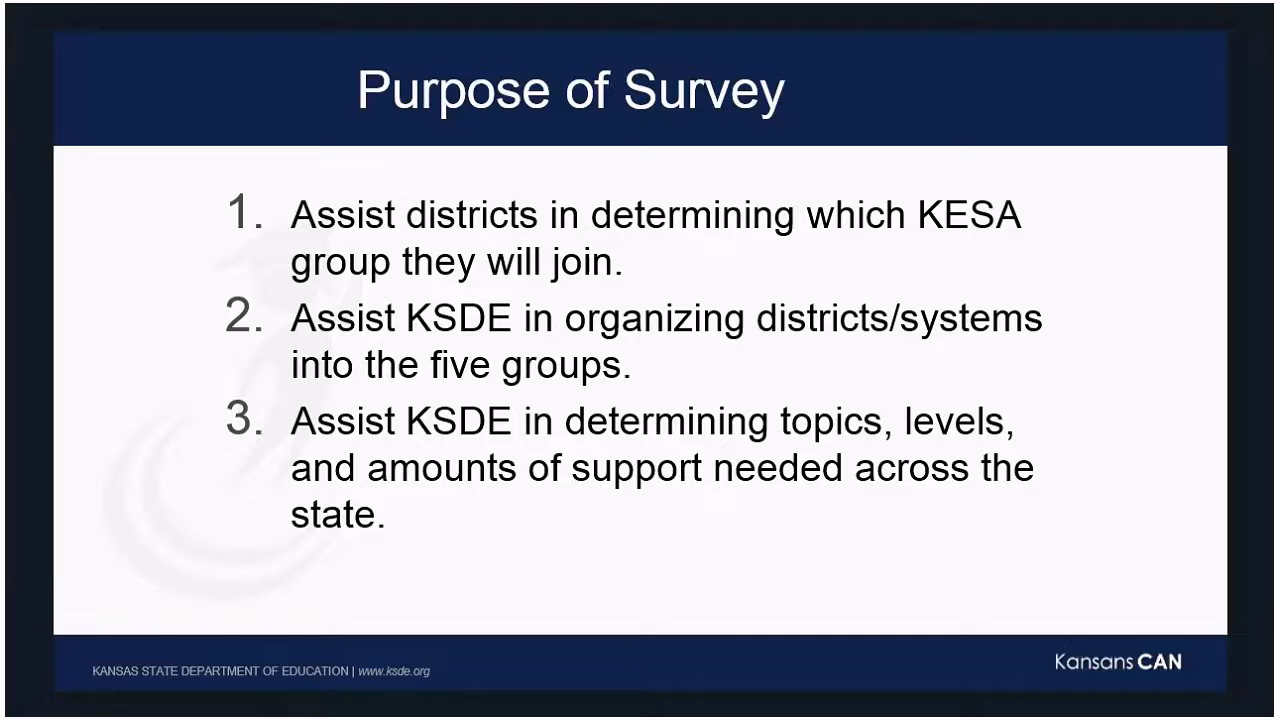 Purpose of Survey
1. Assist districts in determining which KESA
group they will join.
2. Assist KSDE in organizing districts/systems
into the five groups.
3. Assist KSDE in determining topics, levels,
and amounts of support needed across the
state.
KANSAS STATE DEPARTMENT OF EDUCATION | www.ksde.org
KansansCAN